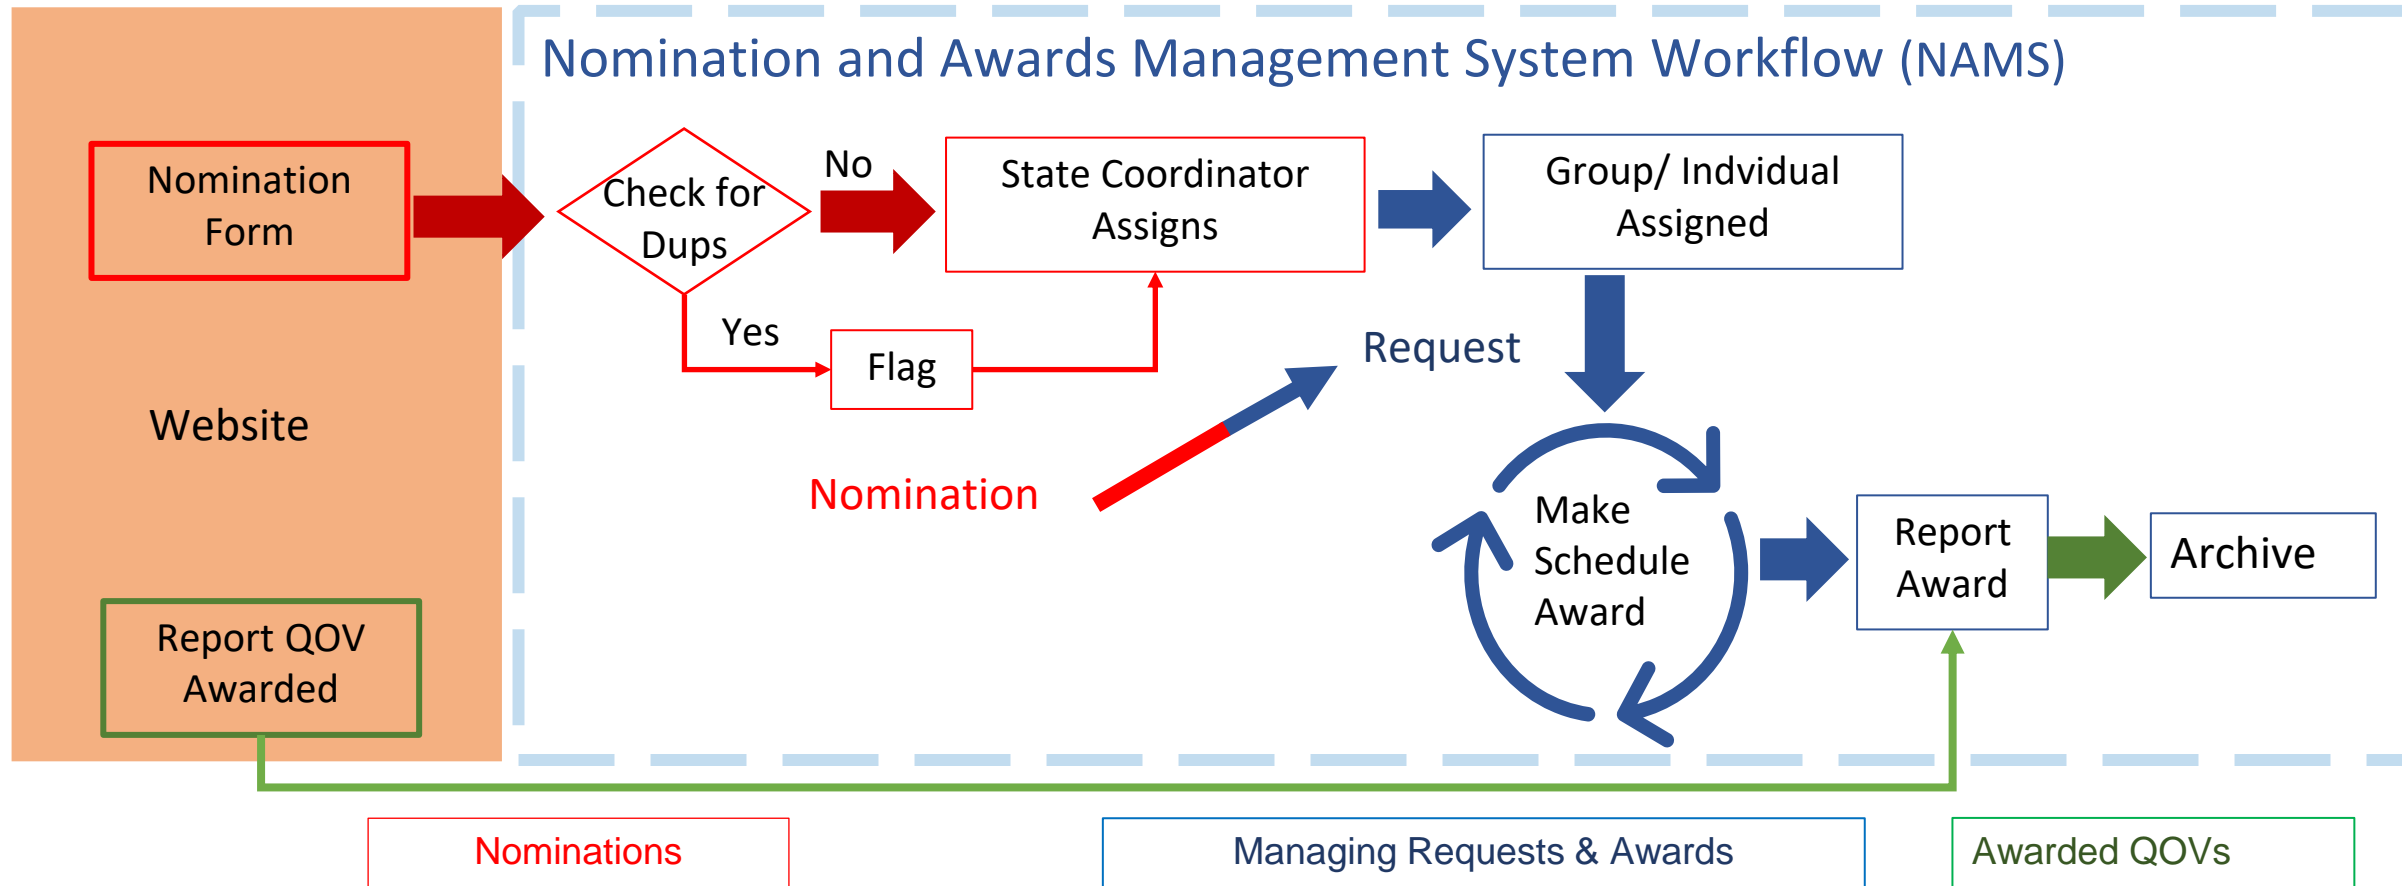 Nomination and Awards Management System Workflow (NAMS)
Nomination
Form
Check for
Dups
No
State Coordinator
Assigns
Group/ Indvidual
Assigned
Yes
Flag
Request
Website
Nomination
Make
Schedule
Award
Report
Award
Archive
Report QOV
Awarded
Nominations
Managing Requests & Awards
Awarded QOVs